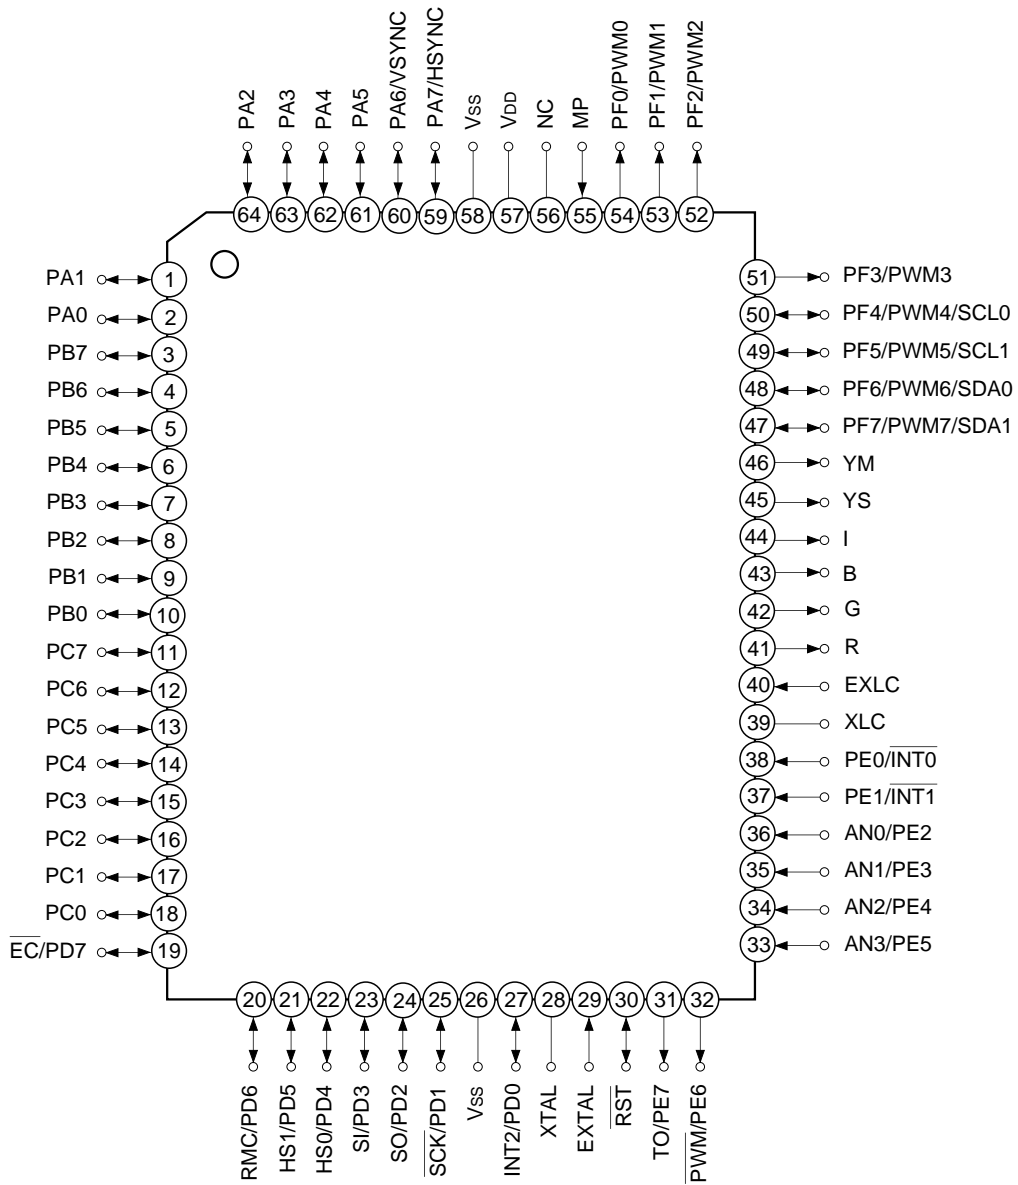 PA2
PA3
PA4
PA5
PA6/VSYNC
PA7/HSYNC
Vss
VDD
NC
MP
PF0/PWM0
PF1/PWM1
PF2/PWM2
64 63 62 61 60 59 58 57 56 55 54 53 52
PA1 1
PA0 2
PB7 3
PB6 4
PB5 5
PB4 6
PB3 7
PB2 8
PB1 9
PB0 10
PC7 11
PC6 12
PC5 13
PC4 14
PC3 15
PC2 16
PC1 17
PC0 18
E̅C̅/PD7 19
51 PF3/PWM3
50 PF4/PWM4/SCL0
49 PF5/PWM5/SCL1
48 PF6/PWM6/SDA0
47 PF7/PWM7/SDA1
46 YM
45 YS
44 I
43 B
42 G
41 R
40 EXLC
39 XLC
38 PE0/I̅N̅T̅0̅
37 PE1/I̅N̅T̅1̅
36 AN0/PE2
35 AN1/PE3
34 AN2/PE4
33 AN3/PE5
20 21 22 23 24 25 26 27 28 29 30 31 32
RMC/PD6
HS1/PD5
HS0/PD4
SI/PD3
SO/PD2
S̅C̅K̅/PD1
Vss
INT2/PD0
XTAL
EXTAL
R̅S̅T̅
TO/PE7
P̅W̅M̅/PE6